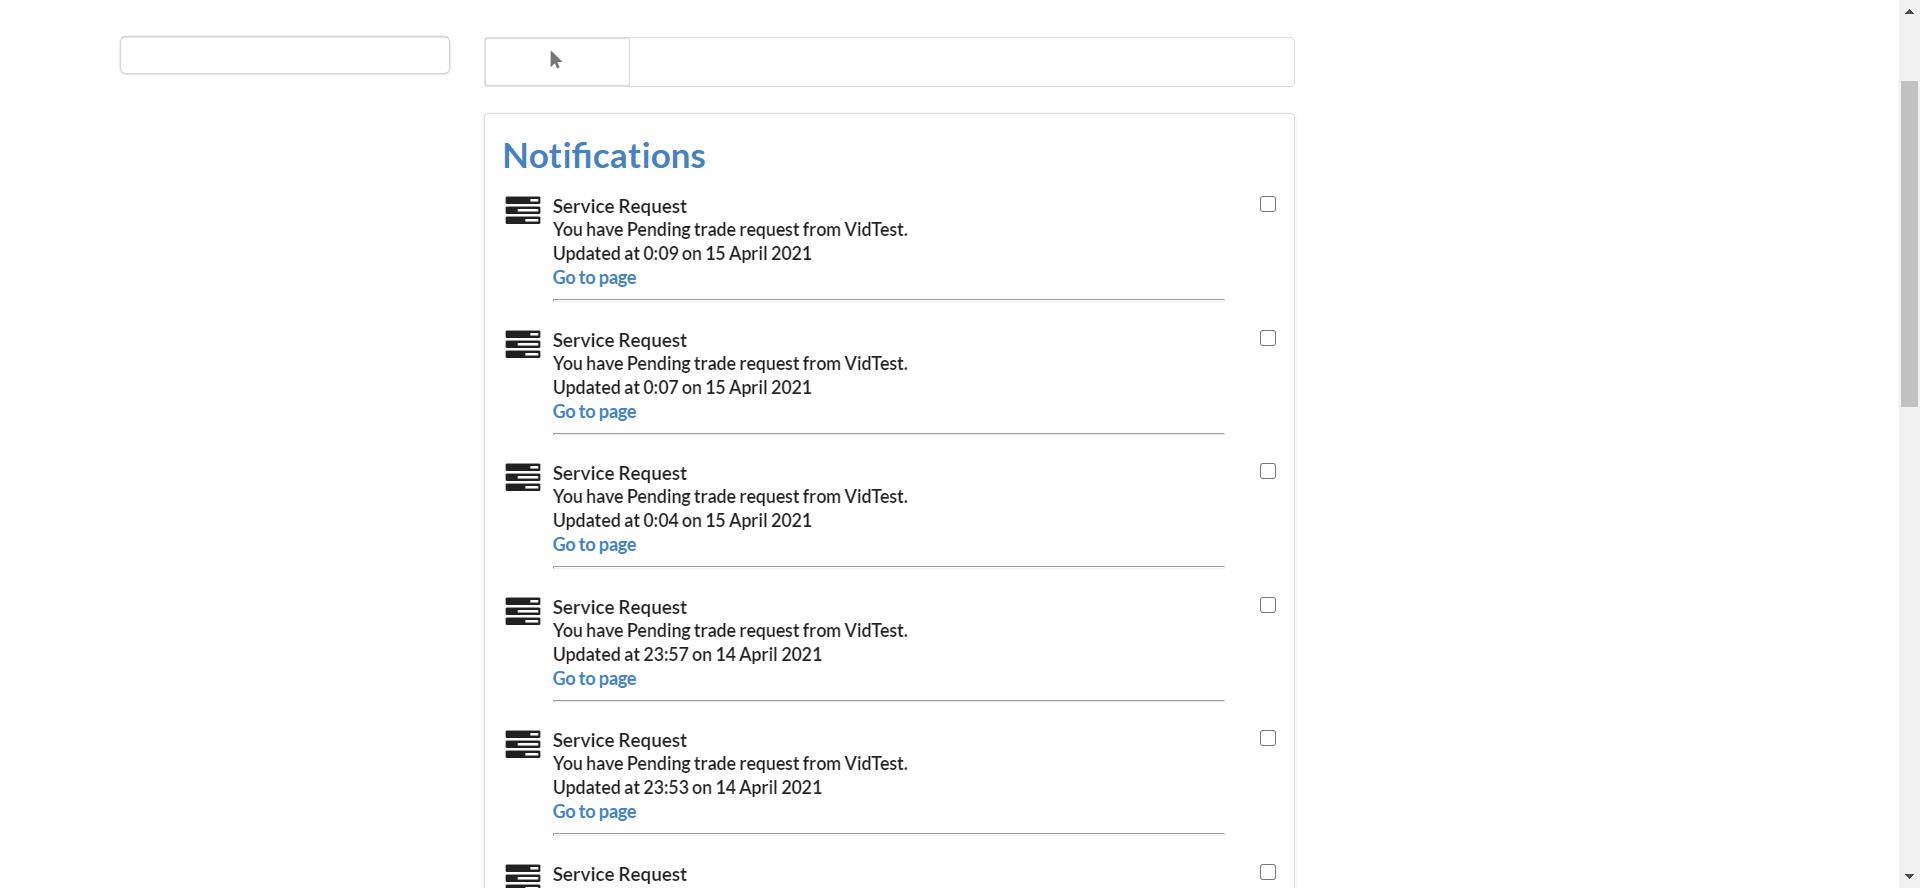 Notifications
Service Request
You have Pending trade request from VidTest.
Updated at 0:09 on 15 April 2021
Go to page
Service Request
You have Pending trade request from VidTest.
Updated at 0:07 on 15 April 2021
Go to page
Service Request
You have Pending trade request from VidTest.
Updated at 0:04 on 15 April 2021
Go to page
Service Request
You have Pending trade request from VidTest.
Updated at 23:57 on 14 April 2021
Go to page
Service Request
You have Pending trade request from VidTest.
Updated at 23:53 on 14 April 2021
Go to page
Service Request